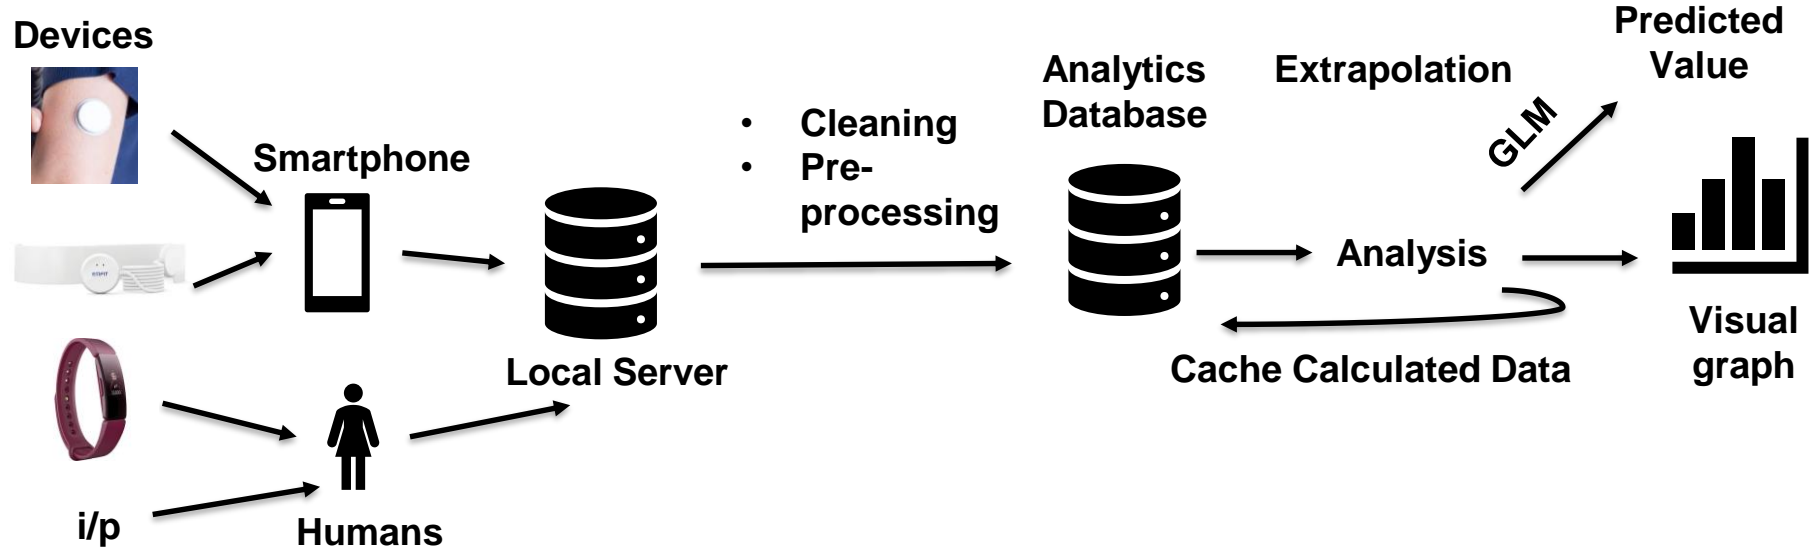 Devices
Smartphone
Local Server
i/p
Humans
• Cleaning
• Pre-
processing
Analytics
Database
Extrapolation
GLM
Predicted
Value
Analysis
Cache Calculated Data
Visual
graph